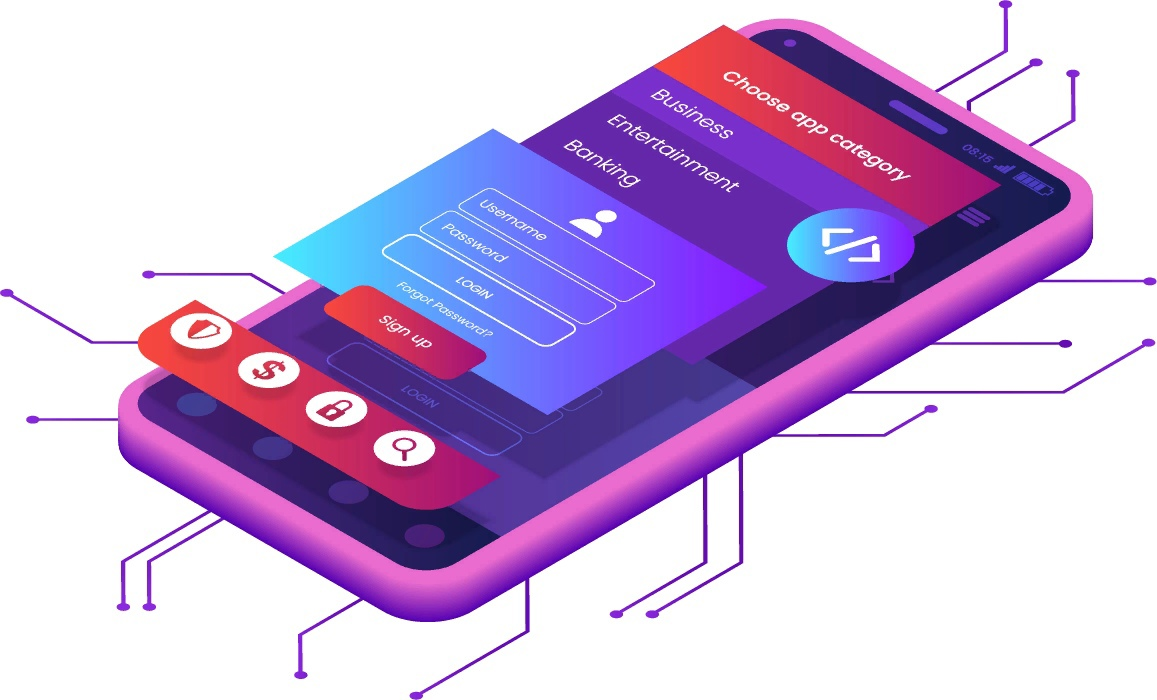 08:15
Choose app category
Business
Entertainment
Banking
</>
Username
Password
LOGIN
Forgot Password?
Sign up
LOGIN
$